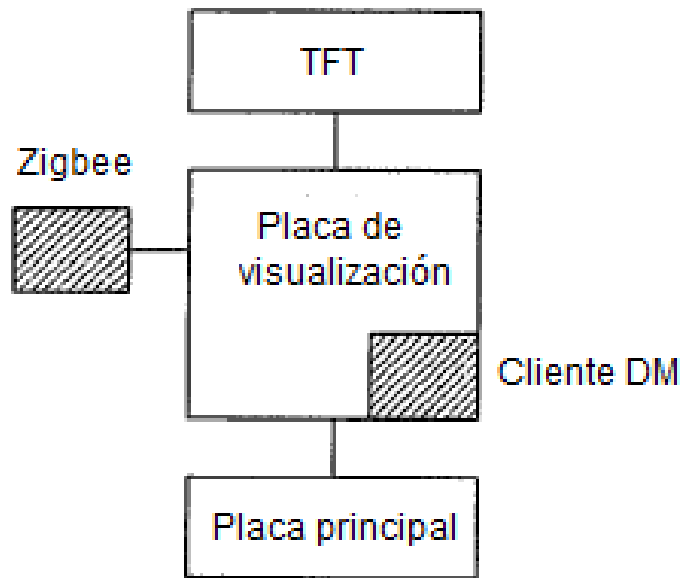 TFT
Zigbee
Placa de
visualización
Cliente DM
Placa principal